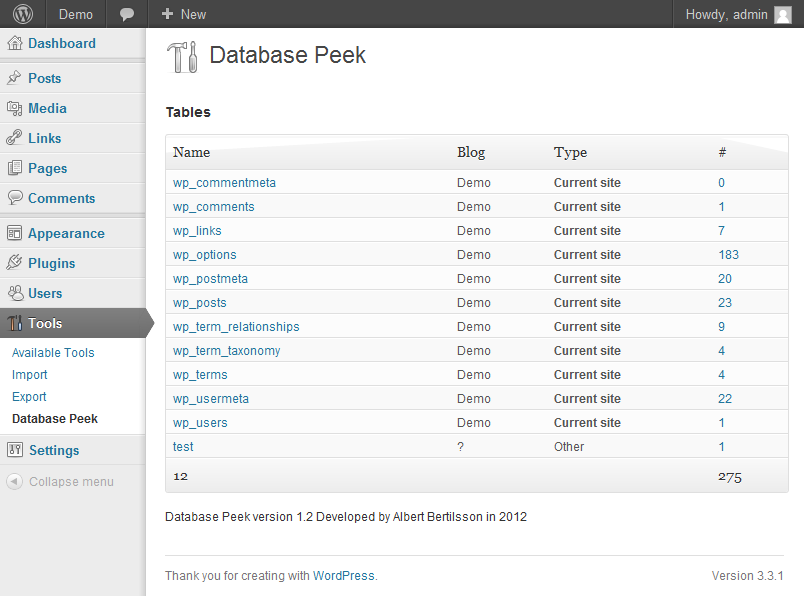 Demo New Howdy, admin
Dashboard
Posts
Media
Links
Pages
Comments
Appearance
Plugins
Users
Tools
Available Tools
Import
Export
Database Peek
Settings
Collapse menu
Database Peek
Tables
Name Blog Type #
wp_commentmeta Demo Current site 0
wp_comments Demo Current site 1
wp_links Demo Current site 7
wp_options Demo Current site 183
wp_postmeta Demo Current site 20
wp_posts Demo Current site 23
wp_term_relationships Demo Current site 9
wp_term_taxonomy Demo Current site 4
wp_terms Demo Current site 4
wp_usermeta Demo Current site 22
wp_users Demo Current site 1
test ? Other 1
12 275
Database Peek version 1.2 Developed by Albert Bertilsson in 2012
Thank you for creating with WordPress. Version 3.3.1